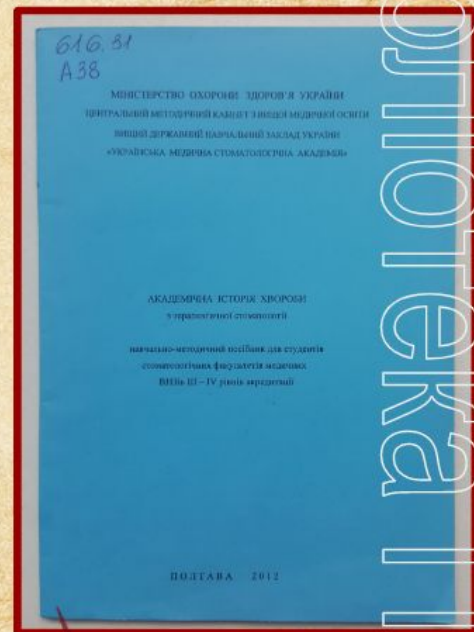 616.31
А38
МІНІСТЕРСТВО ОХОРОНИ ЗДОРОВ'Я УКРАЇНИ
ЦЕНТРАЛЬНИЙ МЕТОДИЧНИЙ КАБІНЕТ З ВИЩОЇ МЕДИЧНОЇ ОСВІТИ
ВИЩИЙ ДЕРЖАВНИЙ НАВЧАЛЬНИЙ ЗАКЛАД УКРАЇНИ
«УКРАЇНСЬКА МЕДИЧНА СТОМАТОЛОГІЧНА АКАДЕМІЯ»
АКАДЕМІЧНА ІСТОРІЯ ХВОРОБИ
з терапевтичної стоматології
навчально-методичний посібник для студентів
стоматологічних факультетів медичних
ВНЗів III – IV рівнів акредитації
ПОЛТАВА 2012